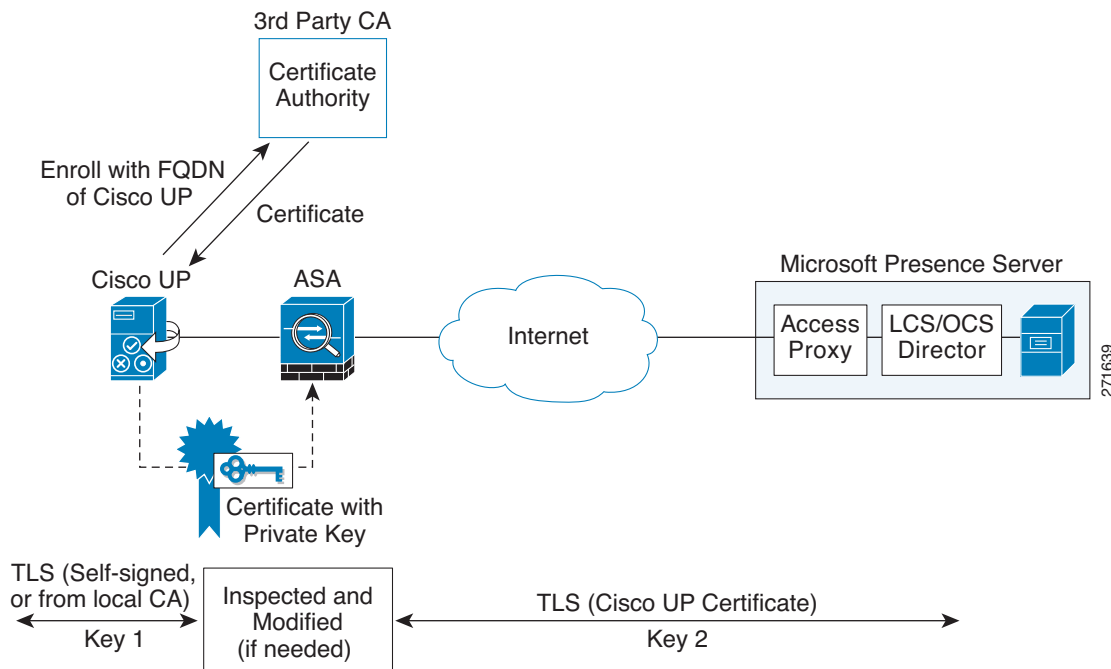 3rd Party CA
Certificate
Authority
Enroll with FQDN
of Cisco UP
Certificate
Cisco UP
ASA
Internet
Microsoft Presence Server
Access
Proxy
LCS/OCS
Director
271639
Certificate with
Private Key
TLS (Self-signed,
or from local CA)
Key 1
Inspected and
Modified
(if needed)
TLS (Cisco UP Certificate)
Key 2